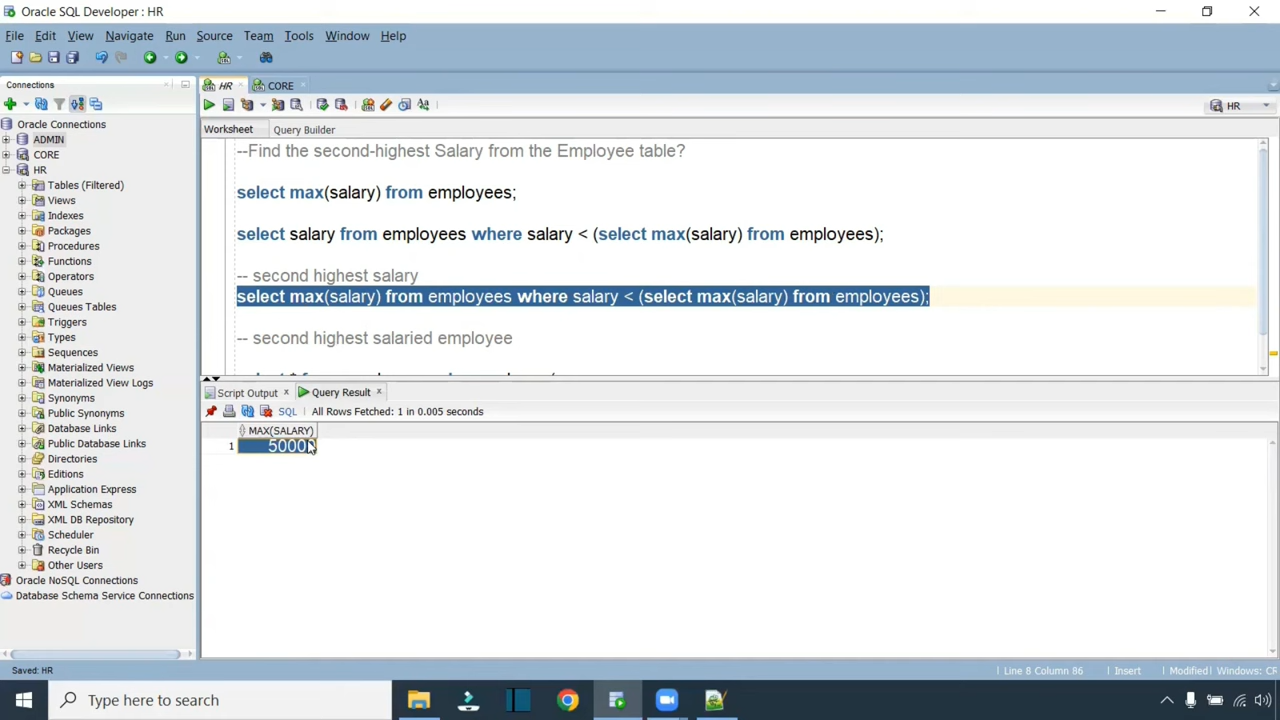 Oracle SQL Developer : HR
File Edit View Navigate Run Source Team Tools Window Help
Connections
HR CORE
HR
Worksheet Query Builder
Oracle Connections
ADMIN
CORE
HR
Tables (Filtered)
Views
Indexes
Packages
Procedures
Functions
Operators
Queues
Queues Tables
Triggers
Types
Sequences
Materialized Views
Materialized View Logs
Synonyms
Public Synonyms
Database Links
Public Database Links
Directories
Editions
Application Express
XML Schemas
XML DB Repository
Scheduler
Recycle Bin
Other Users
Oracle NoSQL Connections
Database Schema Service Connections
--Find the second-highest Salary from the Employee table?
select max(salary) from employees;
select salary from employees where salary < (select max(salary) from employees);
-- second highest salary
select max(salary) from employees where salary < (select max(salary) from employees);
-- second highest salaried employee
Script Output Query Result
SQL All Rows Fetched: 1 in 0.005 seconds
MAX(SALARY)
1
Saved: HR
Line 8 Column 86 Insert Modified Windows: CR
Type here to search